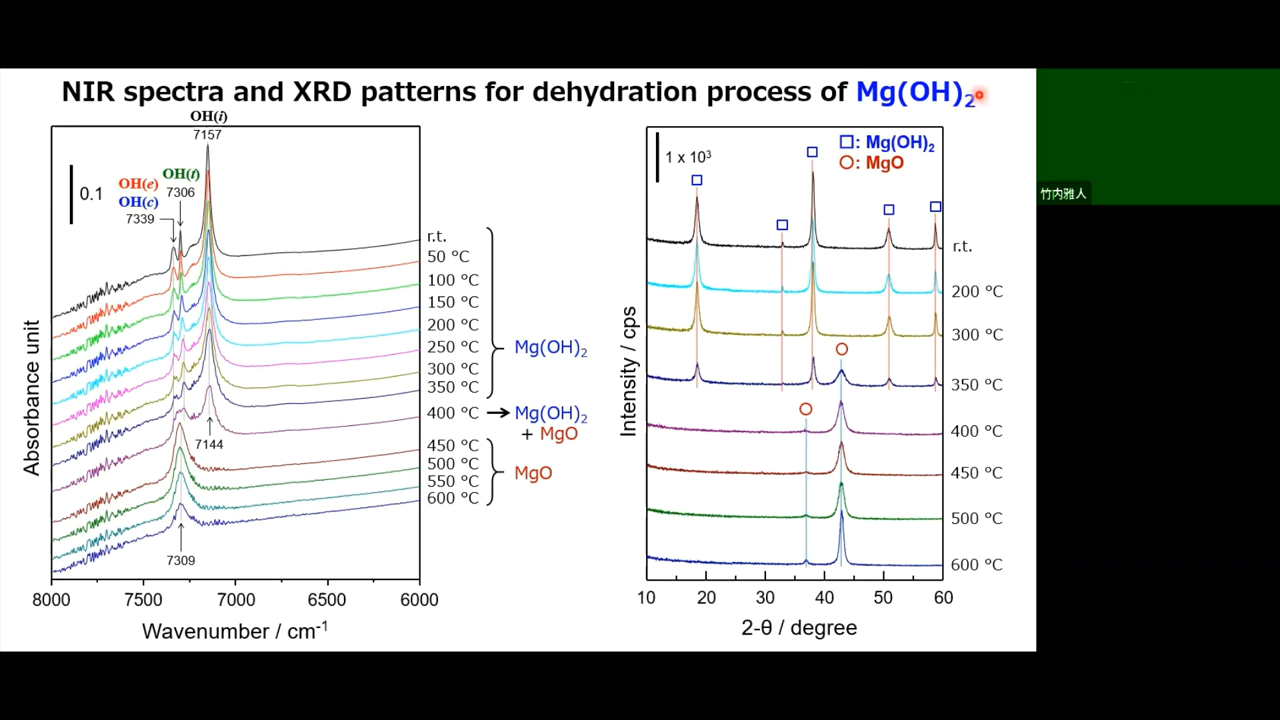 NIR spectra and XRD patterns for dehydration process of Mg(OH)₂
OH(i)
7157
OH(e)
OH(t)
OH(c)
7306
7339
0.1
r.t.
50 °C
100 °C
150 °C
200 °C
250 °C
300 °C
350 °C
400 °C
450 °C
500 °C
550 °C
600 °C
Mg(OH)₂
Mg(OH)₂
+ MgO
MgO
7144
7309
Absorbance unit
8000
7500
7000
6500
6000
Wavenumber / cm⁻¹
1 x 10³
□: Mg(OH)₂
○: MgO
r.t.
200 °C
300 °C
350 °C
400 °C
450 °C
500 °C
600 °C
Intensity / cps
10
20
30
40
50
60
2-θ / degree
竹内雅人